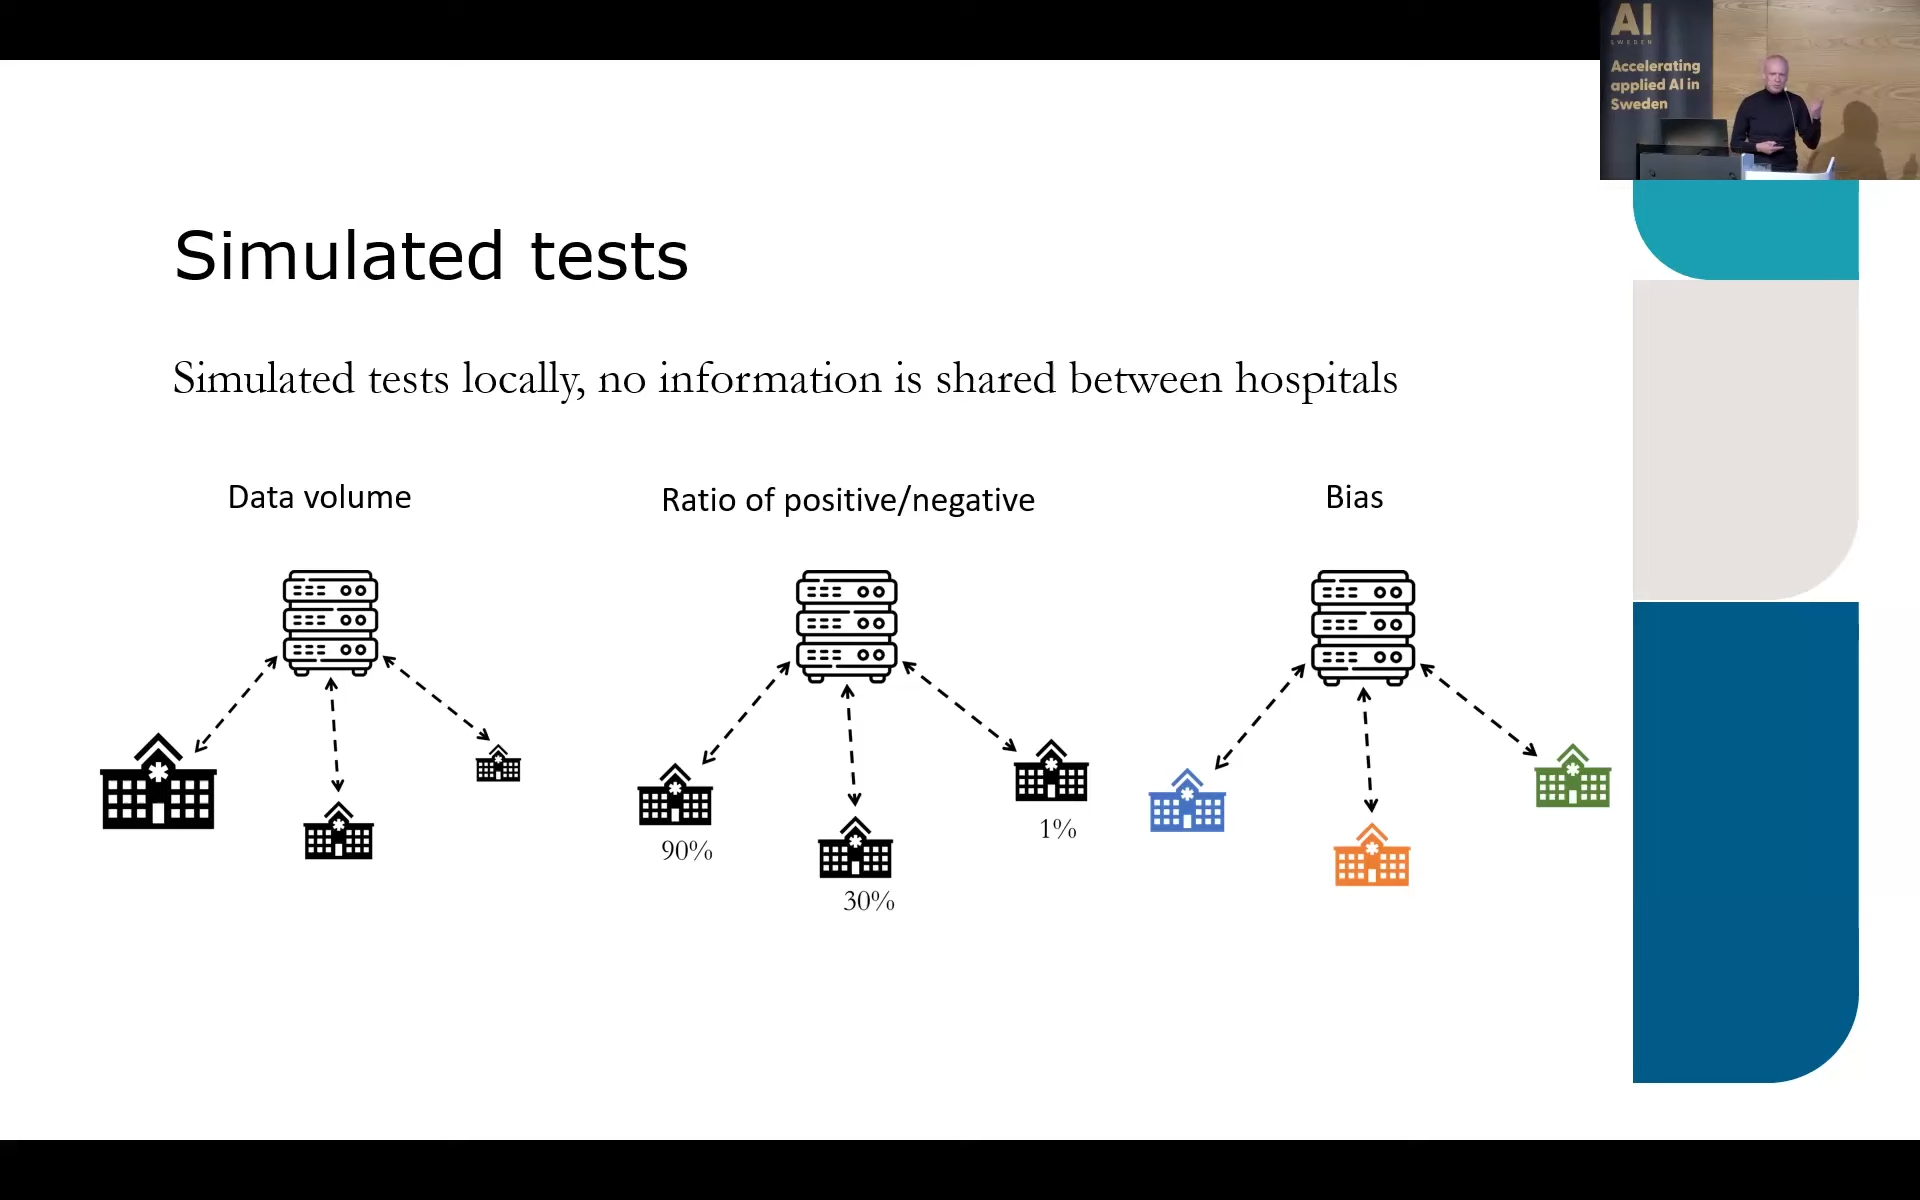 AI
SWEDEN
Accelerating
applied AI in
Sweden
Simulated tests
Simulated tests locally, no information is shared between hospitals
Data volume
Ratio of positive/negative
Bias
90%
30%
1%